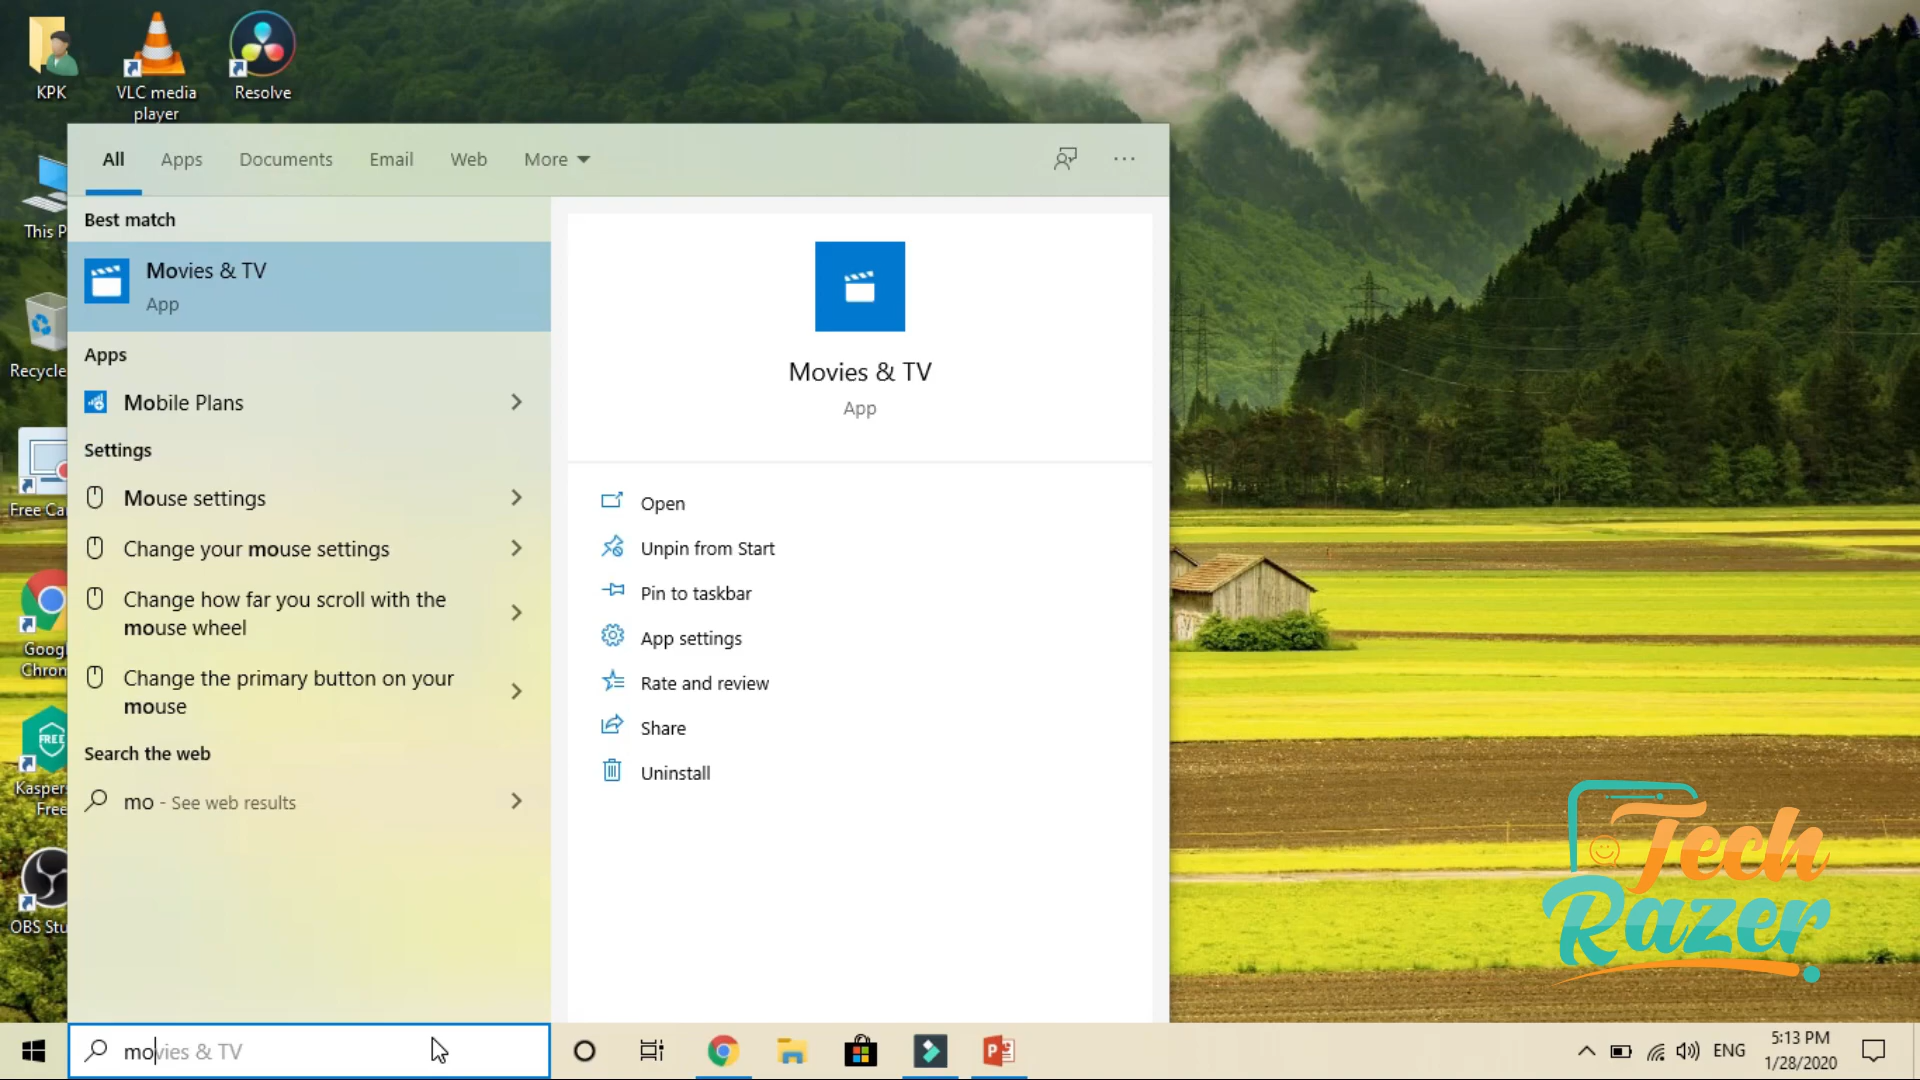 KPK
VLC media
player
Resolve
All
Apps
Documents
Email
Web
More
Best match
Movies & TV
App
Apps
Mobile Plans
Settings
Mouse settings
Change your mouse settings
Change how far you scroll with the
mouse wheel
Change the primary button on your
mouse
Search the web
mo - See web results
Movies & TV
App
Open
Unpin from Start
Pin to taskbar
App settings
Rate and review
Share
Uninstall
This P
Recycle
Free Ca
Googl
Chron
FREE
Kaspers
Free
OBS Stu
Tech
Razer
movies & TV
ENG
5:13 PM
1/28/2020